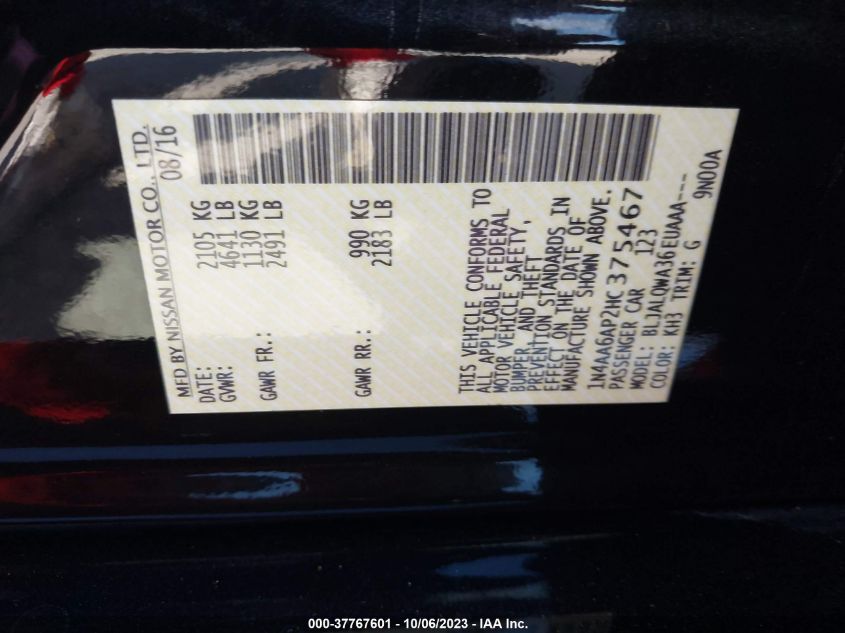 MFD BY NISSAN MOTOR CO., LTD.
DATE: 08/16
GVWR: 2105 KG
4641 LB
GAWR FR.: 1130 KG
2491 LB
GAWR RR.: 990 KG
2183 LB
THIS VEHICLE CONFORMS TO
ALL APPLICABLE FEDERAL
MOTOR VEHICLE SAFETY,
BUMPER, AND THEFT
PREVENTION STANDARDS IN
EFFECT ON THE DATE OF
MANUFACTURE SHOWN ABOVE.
1N4AA6AP2HC375467
PASSENGER CAR 123
MODEL: BLJALQWA36EUAAA---
COLOR: KH3 TRIM: G 9N00A
000-37767601 - 10/06/2023 - IAA Inc.